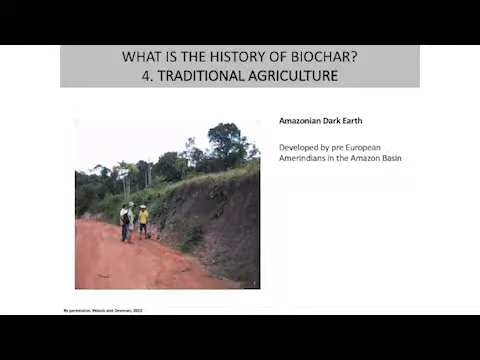 WHAT IS THE HISTORY OF BIOCHAR?
4. TRADITIONAL AGRICULTURE
Amazonian Dark Earth
Developed by pre European
Amerindians in the Amazon Basin
By permission, Woods and Denevan, 2010